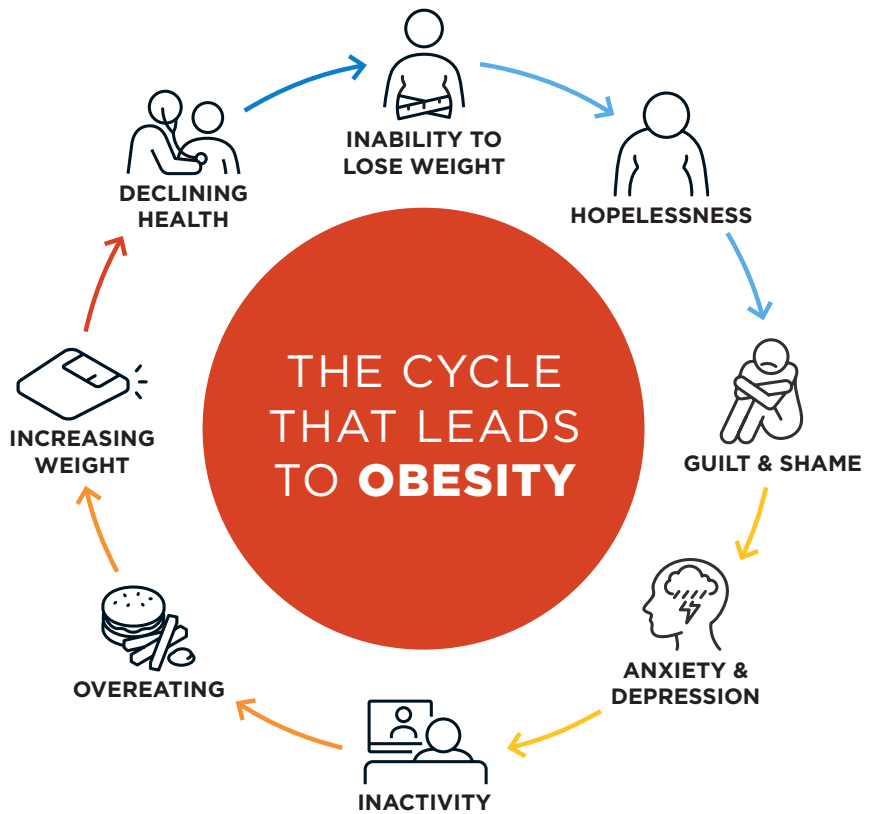 INABILITY TO
LOSE WEIGHT
HOPELESSNESS
GUILT & SHAME
ANXIETY &
DEPRESSION
INACTIVITY
OVEREATING
INCREASING
WEIGHT
DECLINING
HEALTH
THE CYCLE
THAT LEADS
TO OBESITY